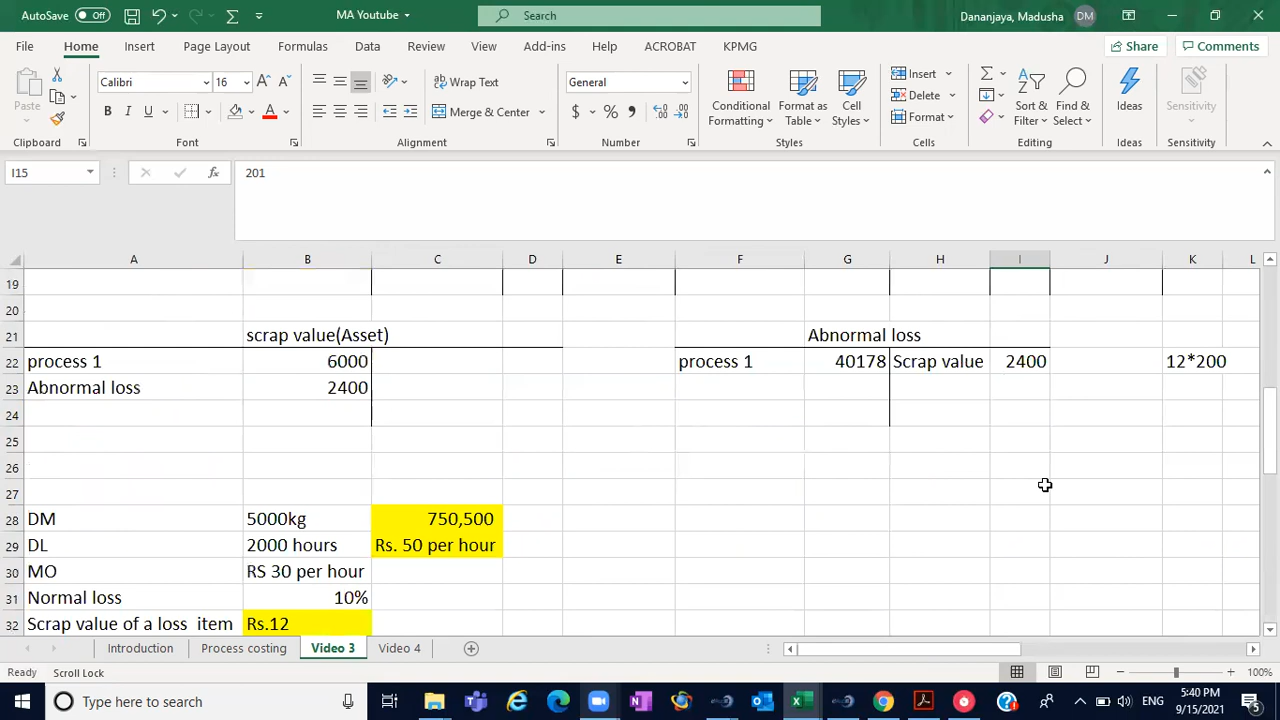 AutoSave Off MA Youtube Search Dananjaya, Madusha DM
File Home Insert Page Layout Formulas Data Review View Add-ins Help ACROBAT KPMG Share Comments
Paste Calibri 16 Wrap Text General Conditional Formatting Format as Table Cell Styles Insert Sort & Filter Find & Select Ideas Sensitivity
B I U Merge & Center $ % Delete
Format
Clipboard Font Alignment Number Styles Cells Editing Ideas Sensitivity
I15 fx 201
A B C D E F G H I J K L
19
20
21 scrap value(Asset) Abnormal loss
22 process 1 6000 process 1 40178 Scrap value 2400 12*200
23 Abnormal loss 2400
24
25
26
27
28 DM 5000kg 750,500
29 DL 2000 hours Rs. 50 per hour
30 MO RS 30 per hour
31 Normal loss 10%
32 Scrap value of a loss item Rs.12
Introduction Process costing Video 3 Video 4
Ready Scroll Lock 100%
Type here to search ENG 5:40 PM
9/15/2021 5